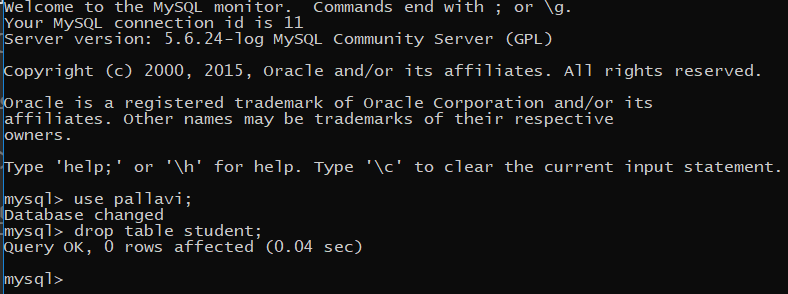 Welcome to the MySQL monitor.  Commands end with ; or \g.
Your MySQL connection id is 11
Server version: 5.6.24-log MySQL Community Server (GPL)
Copyright (c) 2000, 2015, Oracle and/or its affiliates. All rights reserved.
Oracle is a registered trademark of Oracle Corporation and/or its
affiliates. Other names may be trademarks of their respective
owners.
Type 'help;' or '\h' for help. Type '\c' to clear the current input statement.
mysql> use pallavi;
Database changed
mysql> drop table student;
Query OK, 0 rows affected (0.04 sec)
mysql>